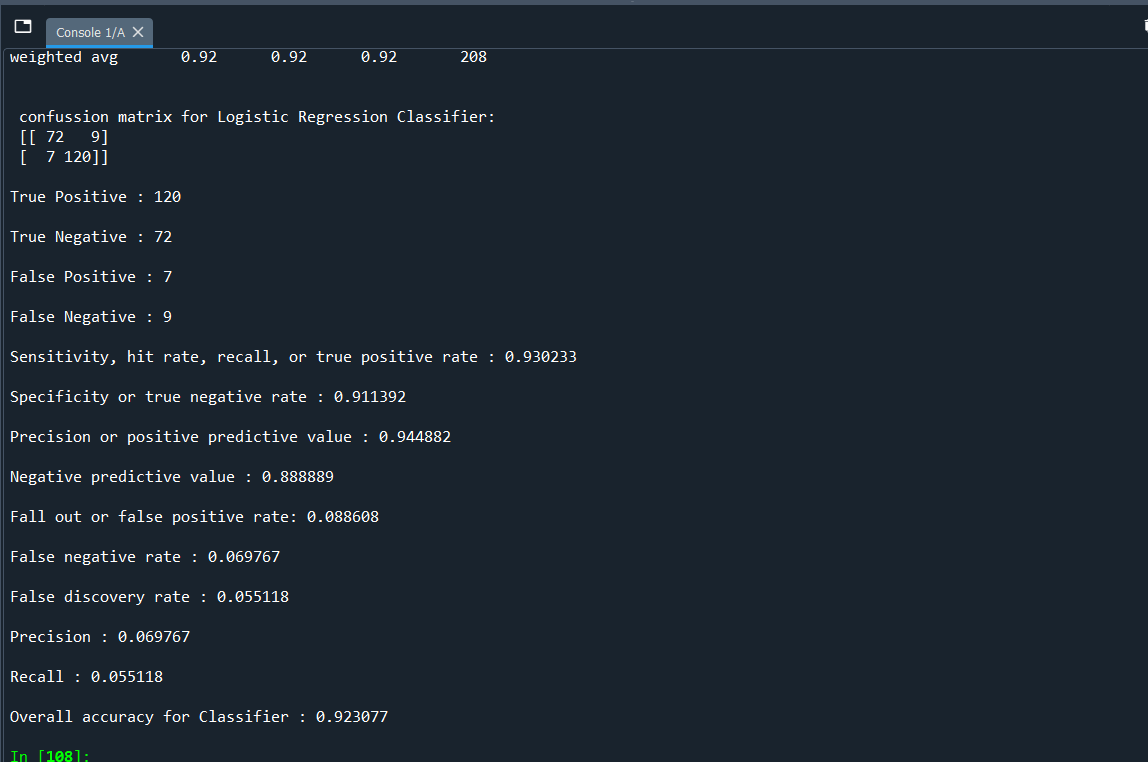 Console 1/A
weighted avg 0.92 0.92 0.92 208
confussion matrix for Logistic Regression Classifier:
[[ 72 9]
[ 7 120]]
True Positive : 120
True Negative : 72
False Positive : 7
False Negative : 9
Sensitivity, hit rate, recall, or true positive rate : 0.930233
Specificity or true negative rate : 0.911392
Precision or positive predictive value : 0.944882
Negative predictive value : 0.888889
Fall out or false positive rate: 0.088608
False negative rate : 0.069767
False discovery rate : 0.055118
Precision : 0.069767
Recall : 0.055118
Overall accuracy for Classifier : 0.923077
In [108]: